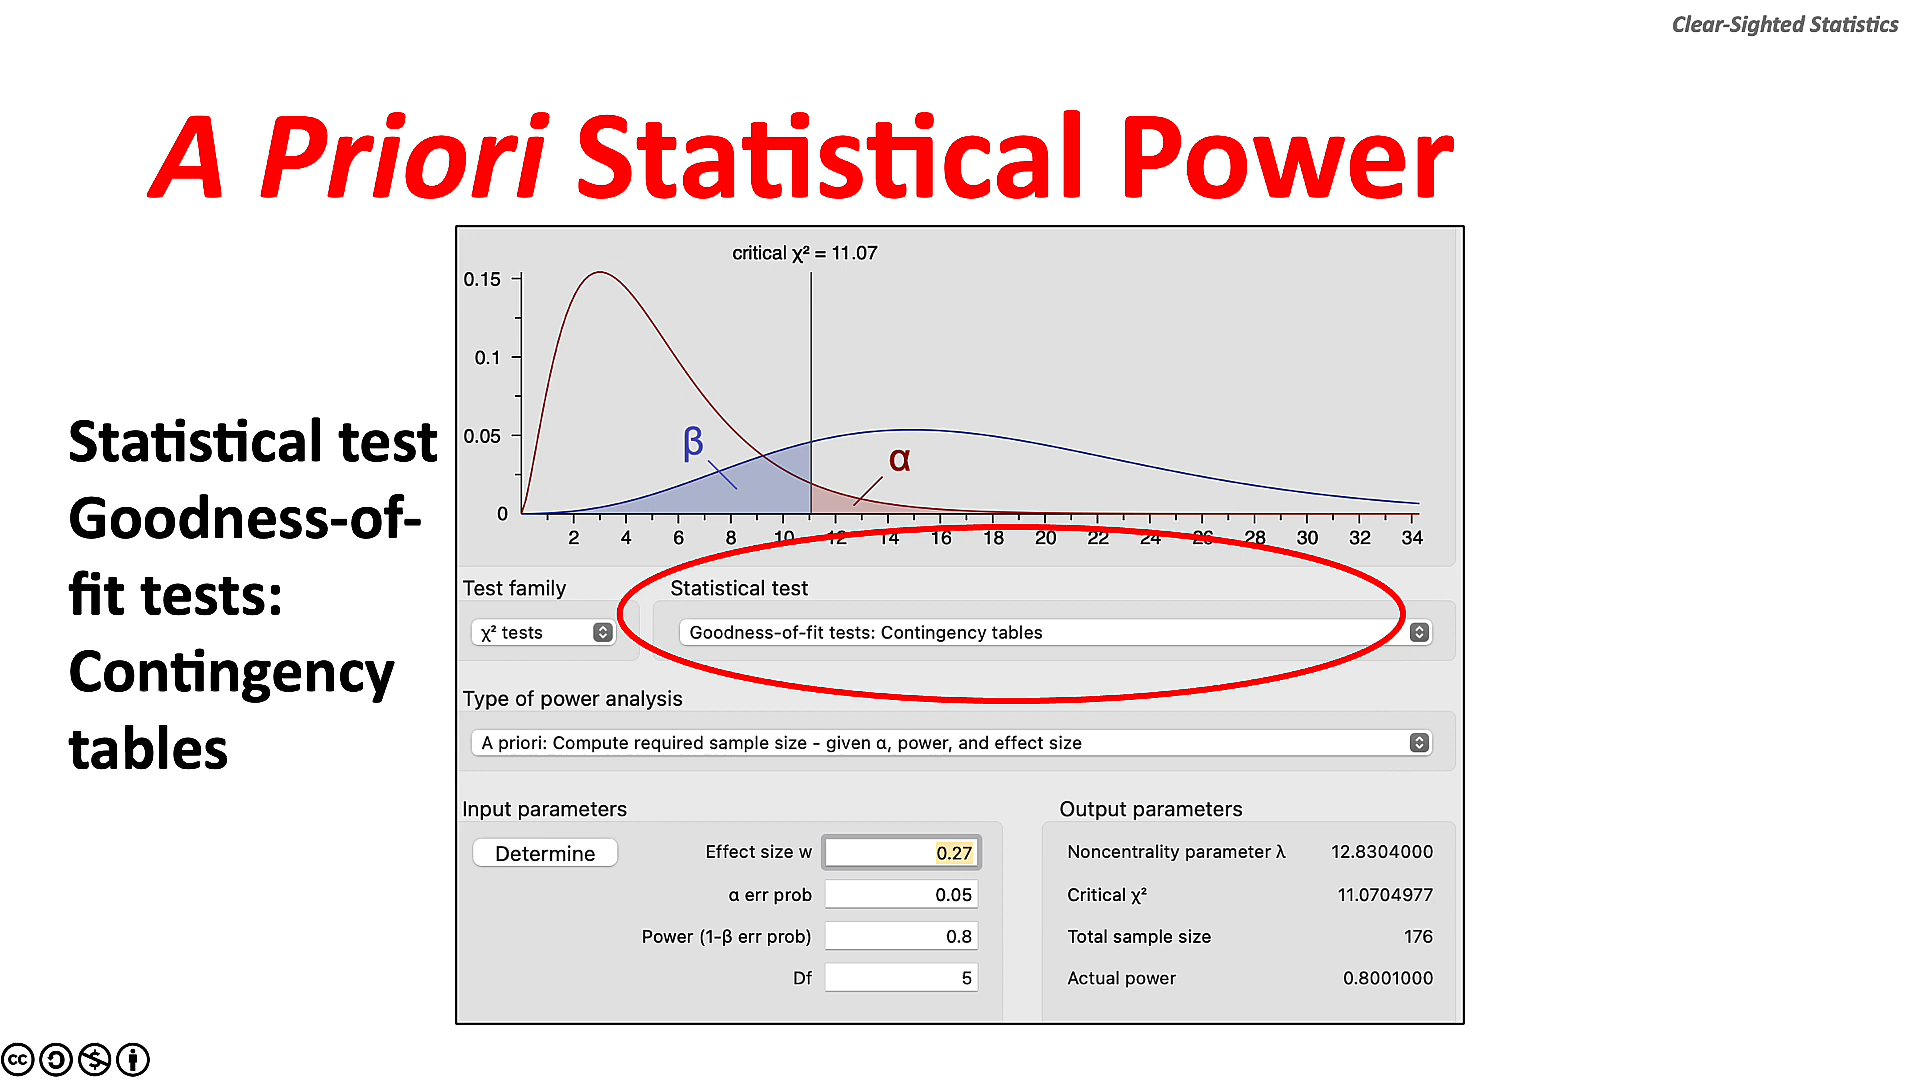 Clear-Sighted Statistics
A Priori Statistical Power
critical χ² = 11.07
0.15
0.1
0.05
0
β
α
2 4 6 8 10 12 14 16 18 20 22 24 26 28 30 32 34
Statistical test
Goodness-of-
fit tests:
Contingency
tables
Test family Statistical test
χ² tests Goodness-of-fit tests: Contingency tables
Type of power analysis
A priori: Compute required sample size - given α, power, and effect size
Input parameters Output parameters
Determine Effect size w 0.27 Noncentrality parameter λ 12.8304000
α err prob 0.05 Critical χ² 11.0704977
Power (1-β err prob) 0.8 Total sample size 176
Df 5 Actual power 0.8001000
cc